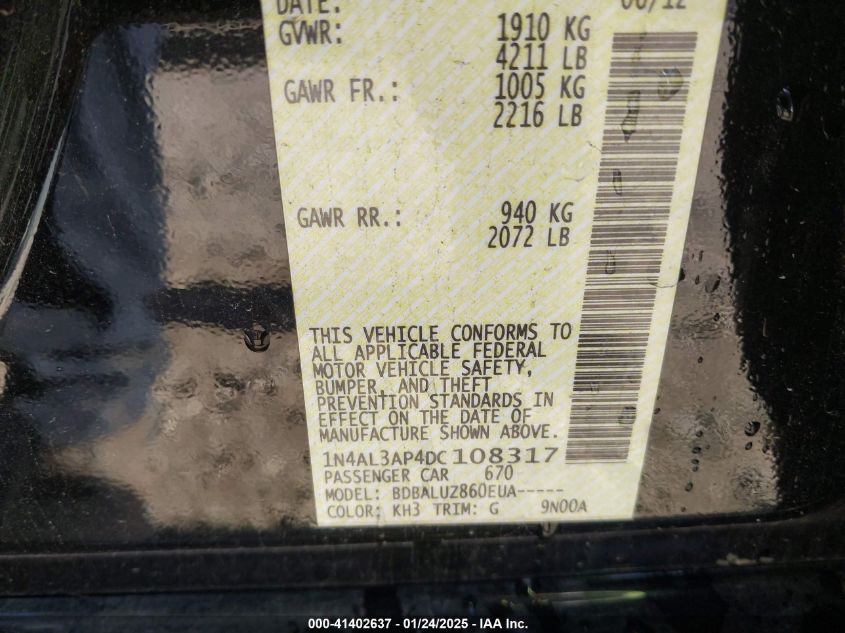 DATE: 06/12
GVWR: 1910 KG
4211 LB
GAWR FR.: 1005 KG
2216 LB
GAWR RR.: 940 KG
2072 LB
THIS VEHICLE CONFORMS TO
ALL APPLICABLE FEDERAL
MOTOR VEHICLE SAFETY,
BUMPER, AND THEFT
PREVENTION STANDARDS IN
EFFECT ON THE DATE OF
MANUFACTURE SHOWN ABOVE.
1N4AL3AP4DC108317
PASSENGER CAR 670
MODEL: BDBALUZ860EUA-----
COLOR: KH3 TRIM: G 9N00A
000-41402637 — 01/24/2025 — IAA Inc.